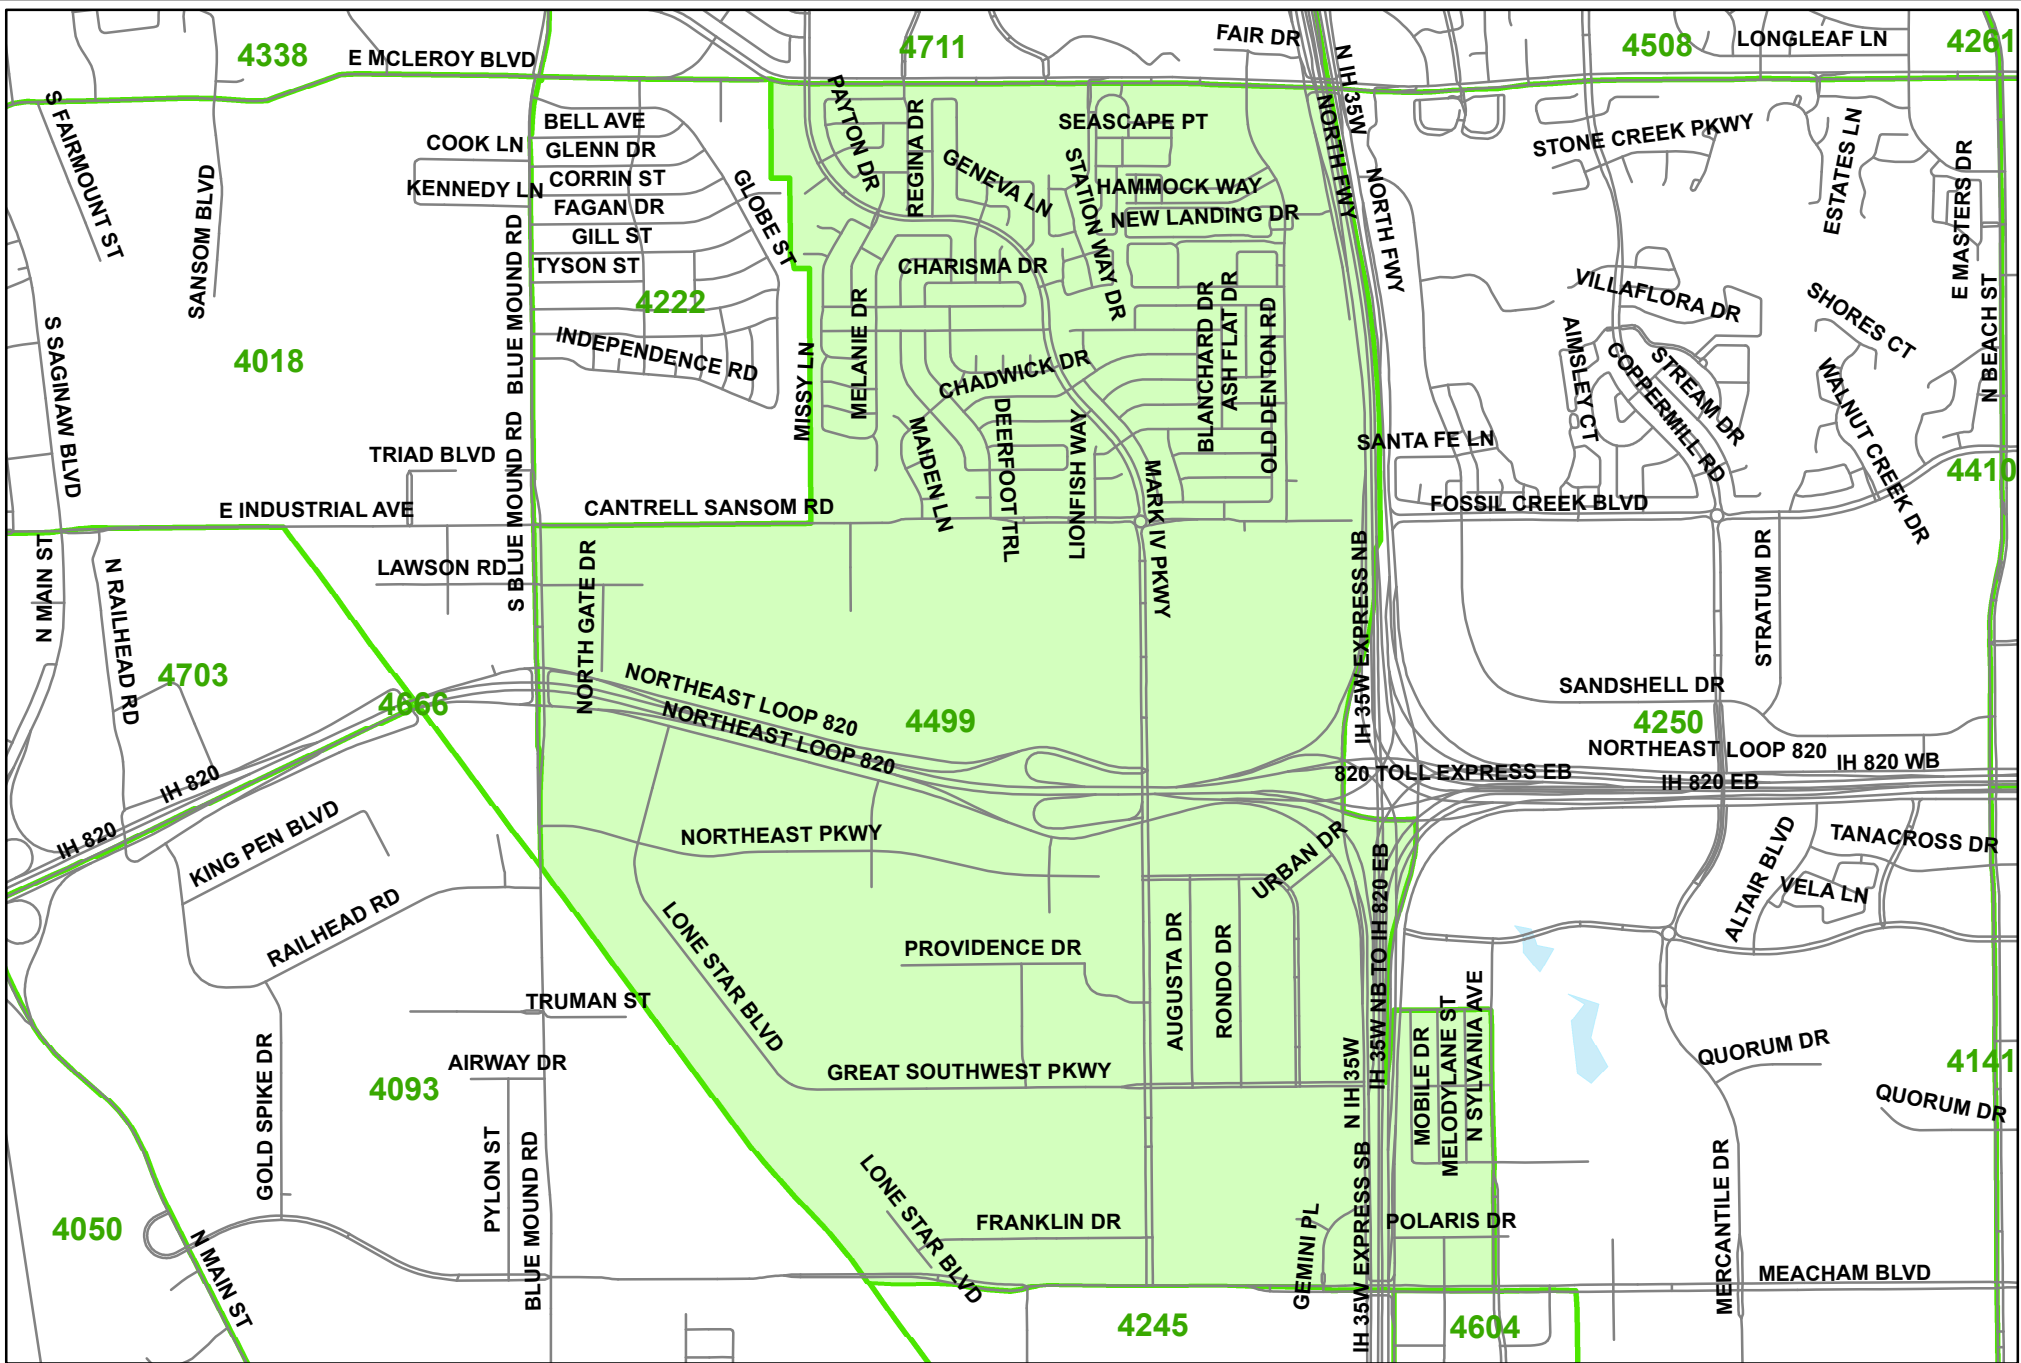 4338
E MCLEROY BLVD
4711
FAIR DR
N IH 35W
4508
LONGLEAF LN
4261
S FAIRMOUNT ST
SANSOM BLVD
COOK LN
KENNEDY LN
BELL AVE
GLENN DR
CORRIN ST
FAGAN DR
GILL ST
TYSON ST
GLOBE ST
4222
INDEPENDENCE RD
BLUE MOUND RD
S BLUE MOUND RD
MISSY LN
PAYTON DR
REGINA DR
GENEVA LN
SEASCAPE PT
STATION WAY DR
HAMMOCK WAY
NEW LANDING DR
NORTH FWY
NORTH FWY
STONE CREEK PKWY
ESTATES LN
E MASTERS DR
N BEACH ST
CHARISMA DR
MELANIE DR
CHADWICK DR
BLANCHARD DR
ASH FLAT DR
OLD DENTON RD
VILLAFLORA DR
SHORES CT
AIMSLEY CT
COPPERMILL RD
STREAM DR
WALNUT CREEK DR
4018
S SAGINAW BLVD
TRIAD BLVD
E INDUSTRIAL AVE
CANTRELL SANSOM RD
MAIDEN LN
DEERFOOT TRL
LIONFISH WAY
MARK IV PKWY
SANTA FE LN
FOSSIL CREEK BLVD
4410
N MAIN ST
N RAILHEAD RD
LAWSON RD
S BLUE MOUND RD
NORTH GATE DR
IH 35W EXPRESS NB
STRATUM DR
4703
4666
NORTHEAST LOOP 820
NORTHEAST LOOP 820
4499
SANDSHELL DR
4250
NORTHEAST LOOP 820
IH 820 WB
820 TOLL EXPRESS EB
IH 820 EB
IH 820
IH 820
KING PEN BLVD
NORTHEAST PKWY
URBAN DR
ALTAIR BLVD
TANACROSS DR
VELA LN
RAILHEAD RD
LONE STAR BLVD
PROVIDENCE DR
AUGUSTA DR
RONDO DR
IH 35W NB TO IH 820 EB
TRUMAN ST
AIRWAY DR
4093
GOLD SPIKE DR
PYLON ST
BLUE MOUND RD
GREAT SOUTHWEST PKWY
N IH 35W
MOBILE DR
MELODYLANE ST
N SYLVANIA AVE
QUORUM DR
4141
QUORUM DR
MERCANTILE DR
4050
N MAIN ST
LONE STAR BLVD
FRANKLIN DR
GEMINI PL
IH 35W EXPRESS SB
POLARIS DR
MEACHAM BLVD
4245
4604